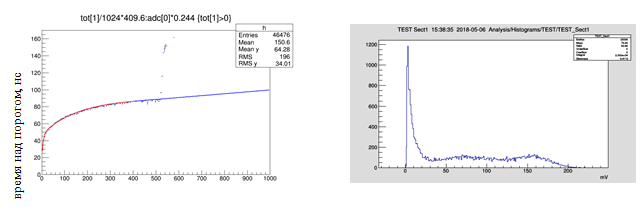 tot[1]/1024*409.6:adc[0]*0.244 {tot[1]>0}
h
Entries 46476
Mean 150.6
Mean y 64.28
RMS 196
RMS y 34.01
время над порогом, нс
160
140
120
100
80
60
40
20
0
0 100 200 300 400 500 600 700 800 900 1000
TEST Sect1 15:38:35 2018-05-06 Analysis/Histograms/TEST/TEST_Sect1
TEST_Sect1
1200
1000
800
600
400
200
0
0 50 100 150 200
mV